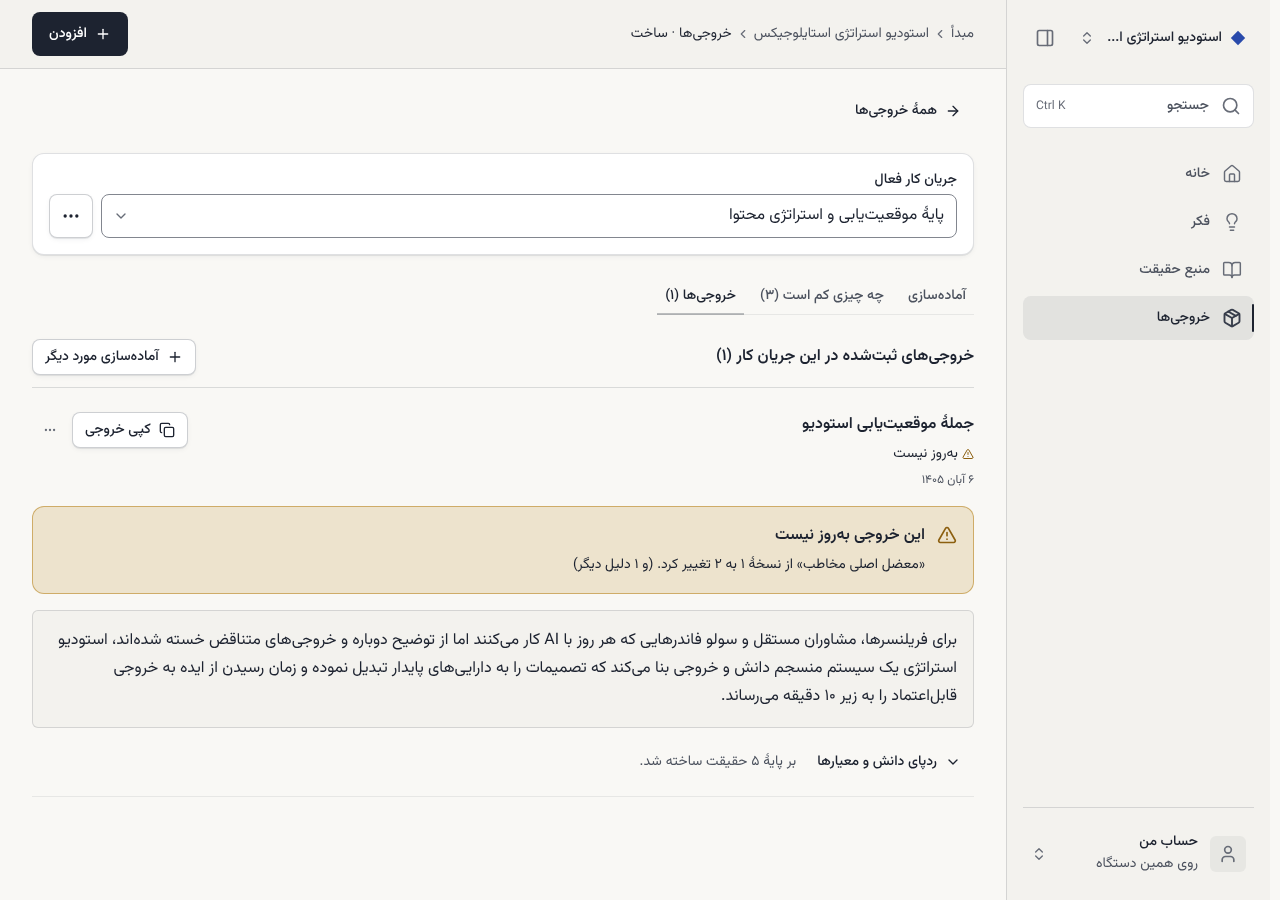 استودیو استراتژی ا...
جستجو
Ctrl K
خانه
فکر
منبع حقیقت
خروجی‌ها
حساب من
روی همین دستگاه
مبدأ › استودیو استراتژی استایلوجیکس › خروجی‌ها · ساخت
افزودن
همهٔ خروجی‌ها
جریان کار فعال
پایهٔ موقعیت‌یابی و استراتژی محتوا
آماده‌سازی
چه چیزی کم است (۳)
خروجی‌ها (۱)
خروجی‌های ثبت‌شده در این جریان کار (۱)
آماده‌سازی مورد دیگر
جملهٔ موقعیت‌یابی استودیو
کپی خروجی
به‌روز نیست
۶ آبان ۱۴۰۵
این خروجی به‌روز نیست
«معضل اصلی مخاطب» از نسخهٔ ۱ به ۲ تغییر کرد. (و ۱ دلیل دیگر)
برای فریلنسرها، مشاوران مستقل و سولو فاندرهایی که هر روز با AI کار می‌کنند اما از توضیح دوباره و خروجی‌های متناقض خسته شده‌اند، استودیو
استراتژی یک سیستم منسجم دانش و خروجی بنا می‌کند که تصمیمات را به دارایی‌های پایدار تبدیل نموده و زمان رسیدن از ایده به خروجی
قابل‌اعتماد را به زیر ۱۰ دقیقه می‌رساند.
ردپای دانش و معیارها
بر پایهٔ ۵ حقیقت ساخته شد.